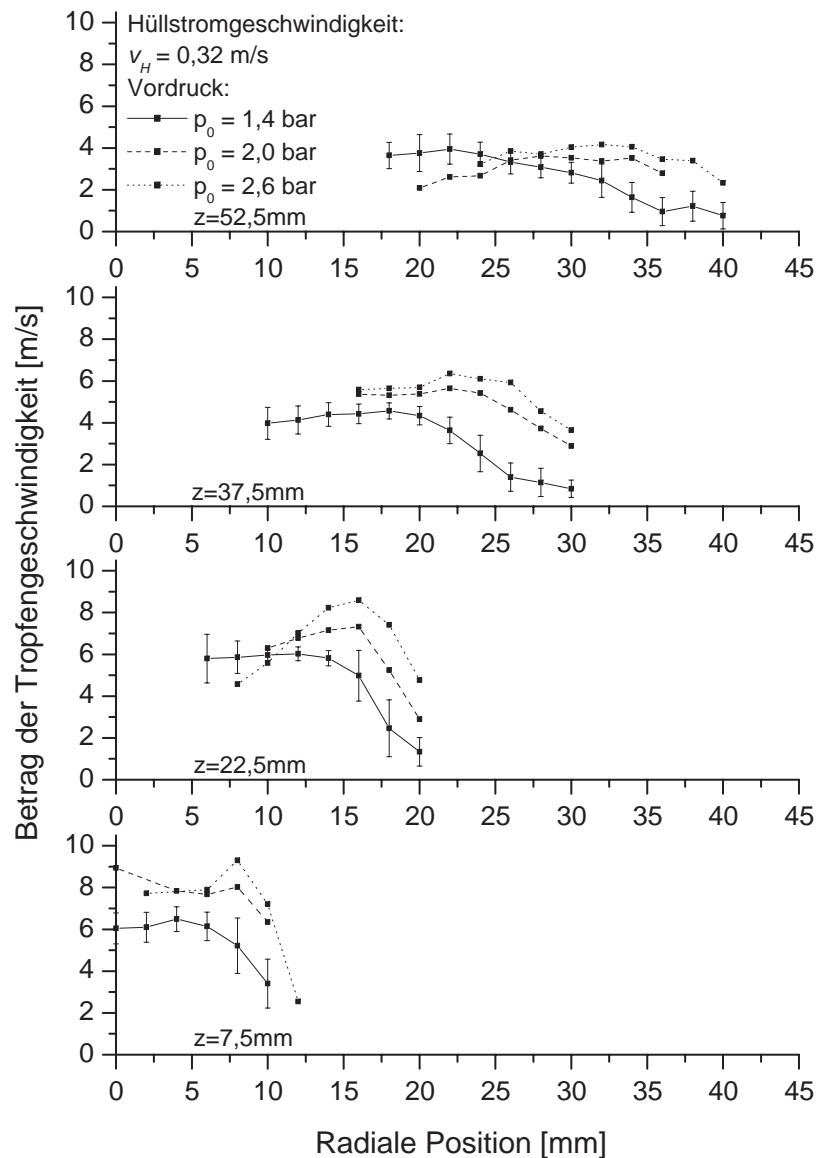 Hüllstromgeschwindigkeit:
v_H = 0,32 m/s
Vordruck:
p_0 = 1,4 bar
p_0 = 2,0 bar
p_0 = 2,6 bar
z=52,5mm
10
8
6
4
2
0
0 5 10 15 20 25 30 35 40 45
10
8
6
4
2
0
z=37,5mm
0 5 10 15 20 25 30 35 40 45
10
8
6
4
2
0
z=22,5mm
0 5 10 15 20 25 30 35 40 45
10
8
6
4
2
0
z=7,5mm
0 5 10 15 20 25 30 35 40 45
Betrag der Tropfengeschwindigkeit [m/s]
Radiale Position [mm]